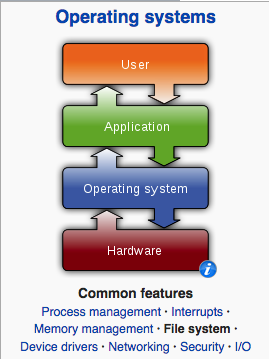 Operating systems
User
Application
Operating system
Hardware
i
Common features
Process management · Interrupts ·
Memory management · File system ·
Device drivers · Networking · Security · I/O